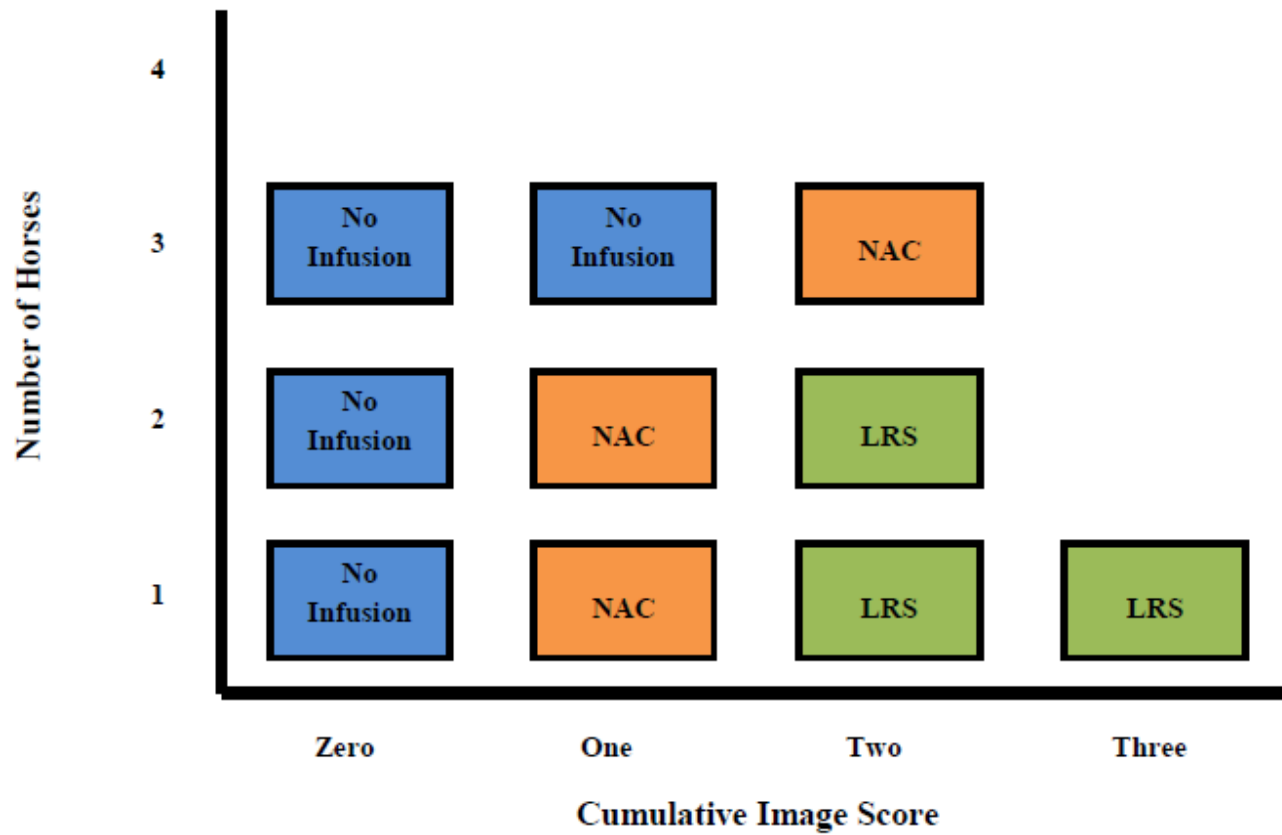 4
Number of Horses
3
No
Infusion
No
Infusion
NAC
2
No
Infusion
NAC
LRS
1
No
Infusion
NAC
LRS
LRS
Zero
One
Two
Three
Cumulative Image Score